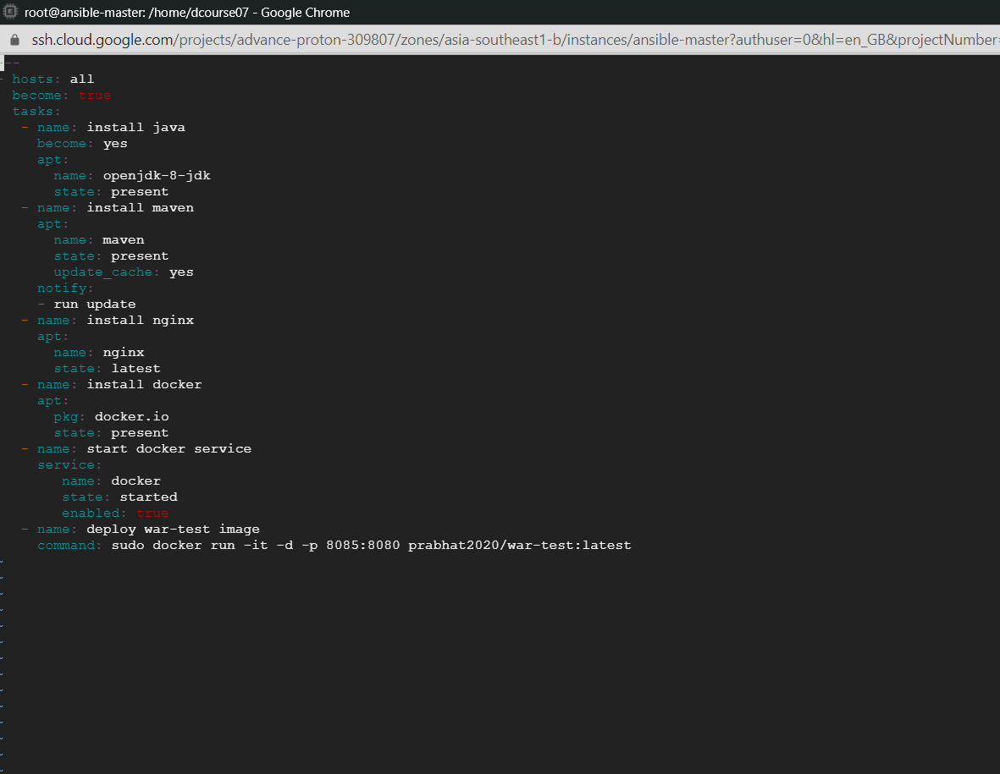 root@ansible-master: /home/dcourse07 - Google Chrome
ssh.cloud.google.com/projects/advance-proton-309807/zones/asia-southeast1-b/instances/ansible-master?authuser=0&hl=en_GB&projectNumber=
---
- hosts: all
  become: true
  tasks:
   - name: install java
     become: yes
     apt:
       name: openjdk-8-jdk
       state: present
   - name: install maven
     apt:
       name: maven
       state: present
       update_cache: yes
     notify:
     - run update
   - name: install nginx
     apt:
       name: nginx
       state: latest
   - name: install docker
     apt:
       pkg: docker.io
       state: present
   - name: start docker service
     service:
        name: docker
        state: started
        enabled: true
   - name: deploy war-test image
     command: sudo docker run -it -d -p 8085:8080 prabhat2020/war-test:latest
~
~
~
~
~
~
~
~
~
~
~
~
~
~